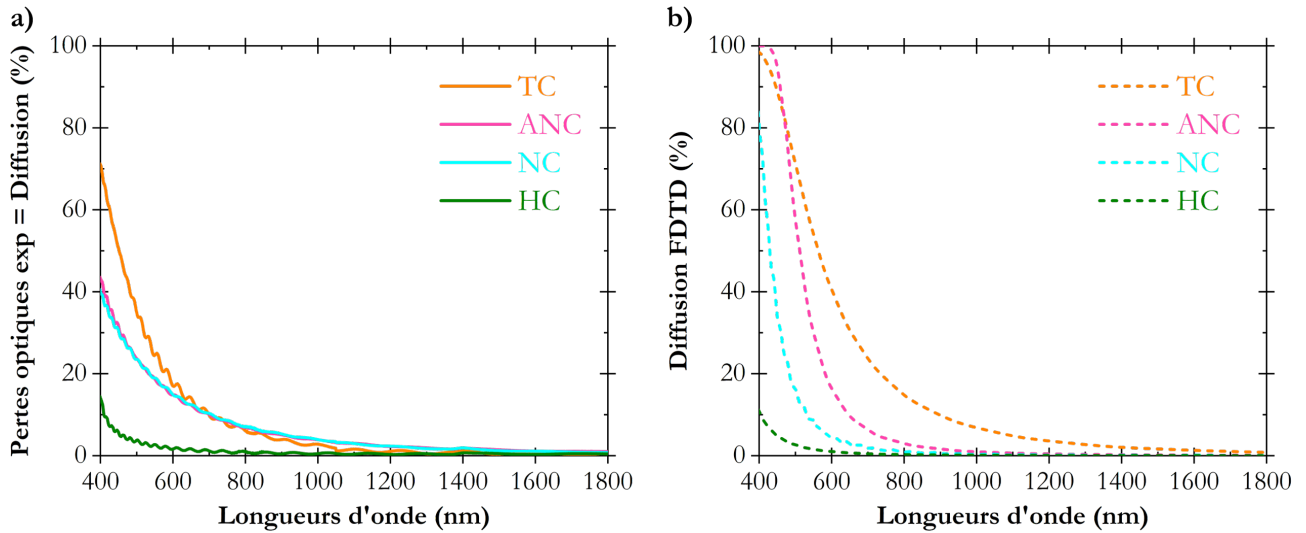 a)
Pertes optiques exp = Diffusion (%)
100
80
60
40
20
0
TC
ANC
NC
HC
400 600 800 1000 1200 1400 1600 1800
Longueurs d'onde (nm)
b)
Diffusion FDTD (%)
100
80
60
40
20
0
TC
ANC
NC
HC
400 600 800 1000 1200 1400 1600 1800
Longueurs d'onde (nm)